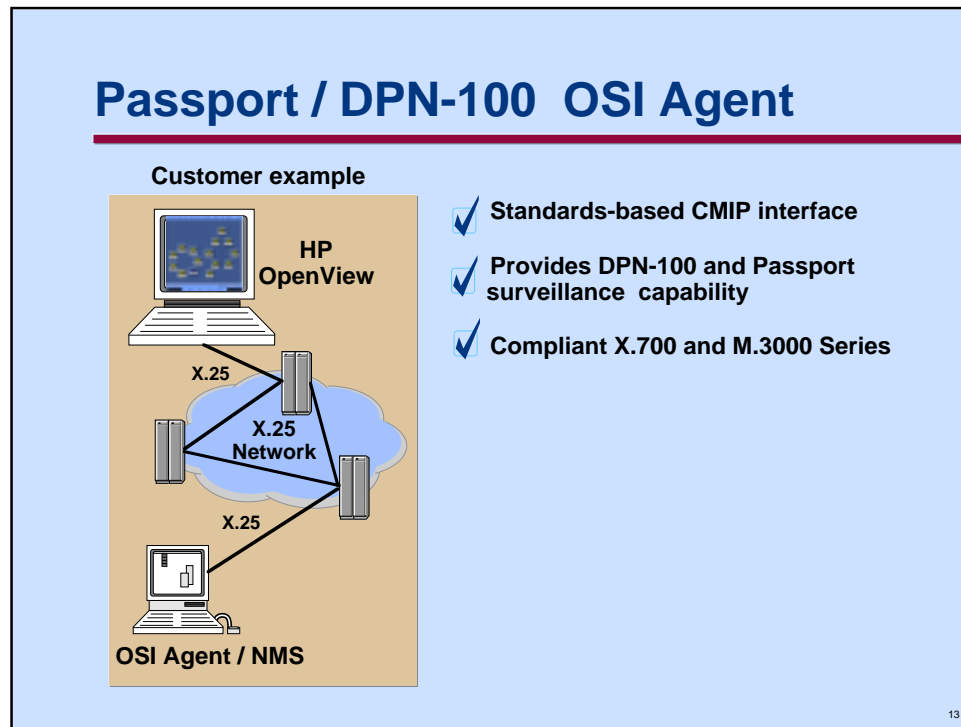 Passport / DPN-100 OSI Agent
Customer example
HP
OpenView
X.25
X.25
Network
X.25
OSI Agent / NMS
Standards-based CMIP interface
Provides DPN-100 and Passport
surveillance capability
Compliant X.700 and M.3000 Series
13